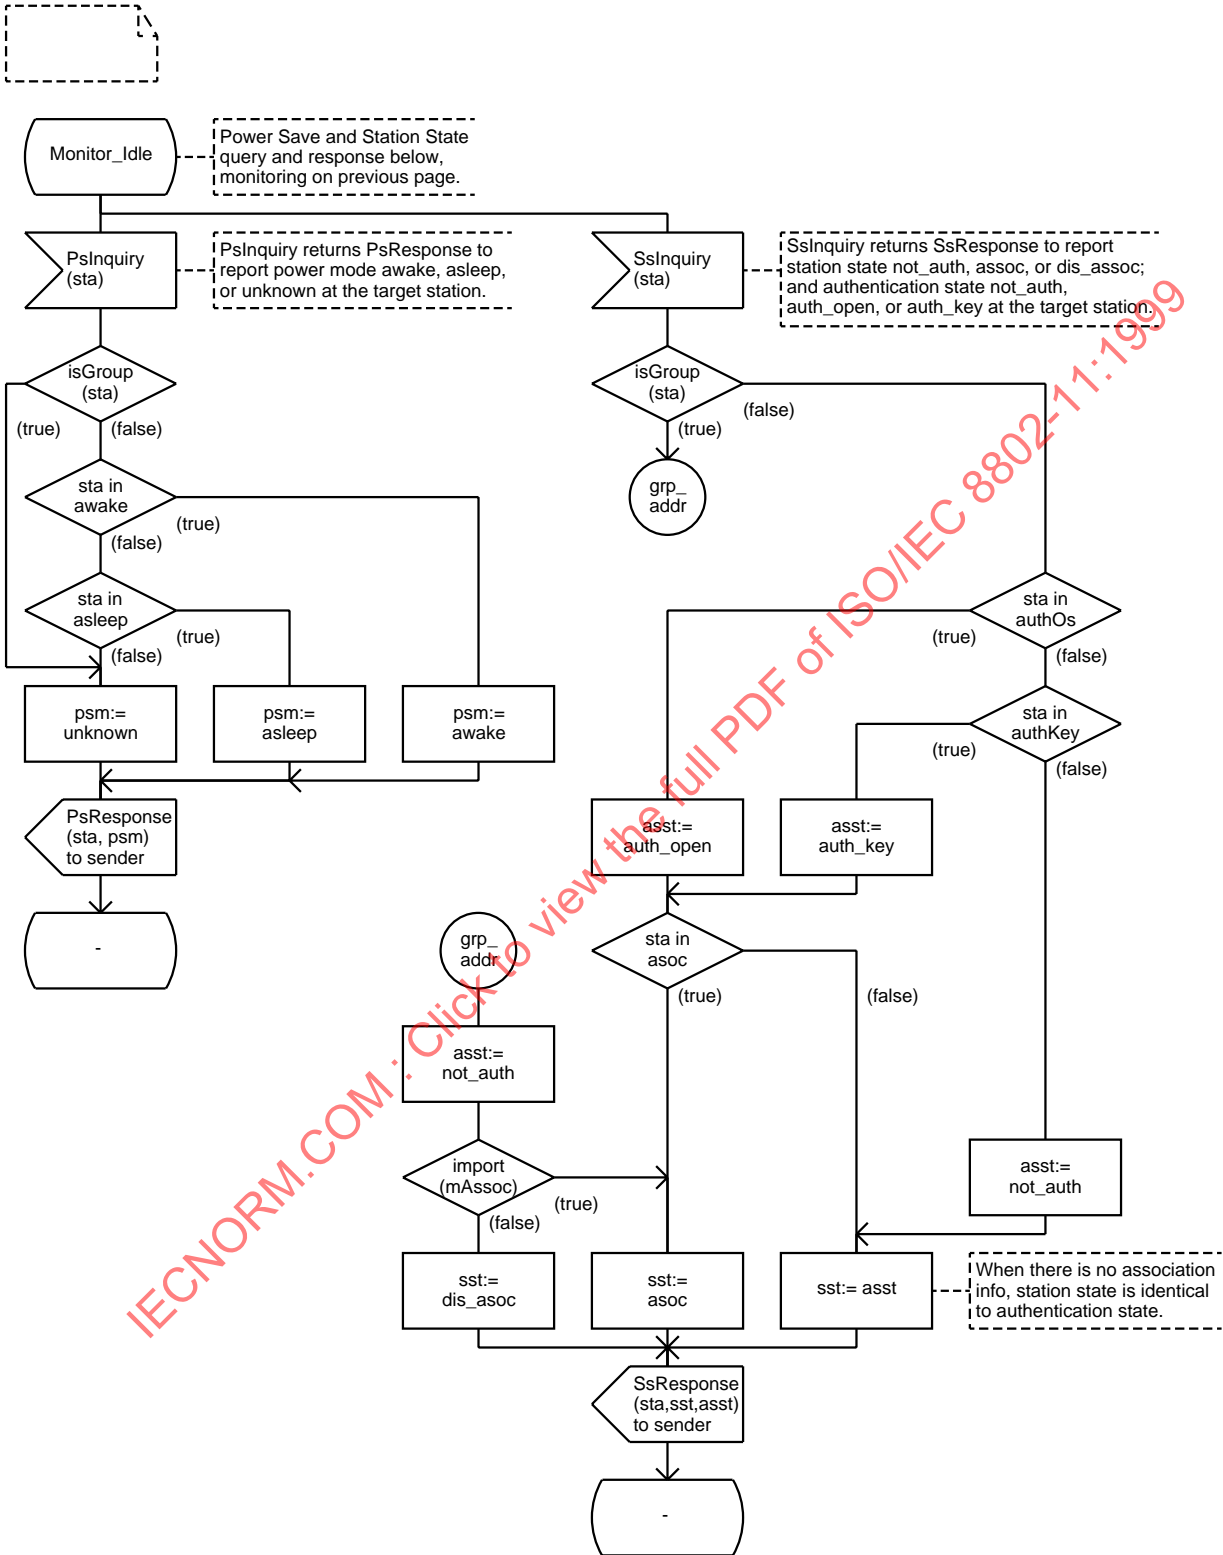 Monitor_Idle
Power Save and Station State
query and response below,
monitoring on previous page.
PsInquiry
(sta)
PsInquiry returns PsResponse to
report power mode awake, asleep,
or unknown at the target station.
SsInquiry
(sta)
SsInquiry returns SsResponse to report
station state not_auth, assoc, or dis_assoc;
and authentication state not_auth,
auth_open, or auth_key at the target station.
isGroup
(sta)
(true)
(false)
isGroup
(sta)
(true)
(false)
sta in
awake
(true)
(false)
grp_
addr
sta in
asleep
(true)
(false)
sta in
authOs
(true)
(false)
psm:=
unknown
psm:=
asleep
psm:=
awake
sta in
authKey
(true)
(false)
PsResponse
(sta, psm)
to sender
asst:=
auth_open
asst:=
auth_key
-
grp_
addr
sta in
asoc
(true)
(false)
asst:=
not_auth
import
(mAssoc)
(true)
(false)
asst:=
not_auth
sst:=
dis_asoc
sst:=
asoc
sst:= asst
When there is no association
info, station state is identical
to authentication state.
SsResponse
(sta,sst,asst)
to sender
-
IECNORM.COM : Click to view the full PDF of ISO/IEC 8802-11:1999